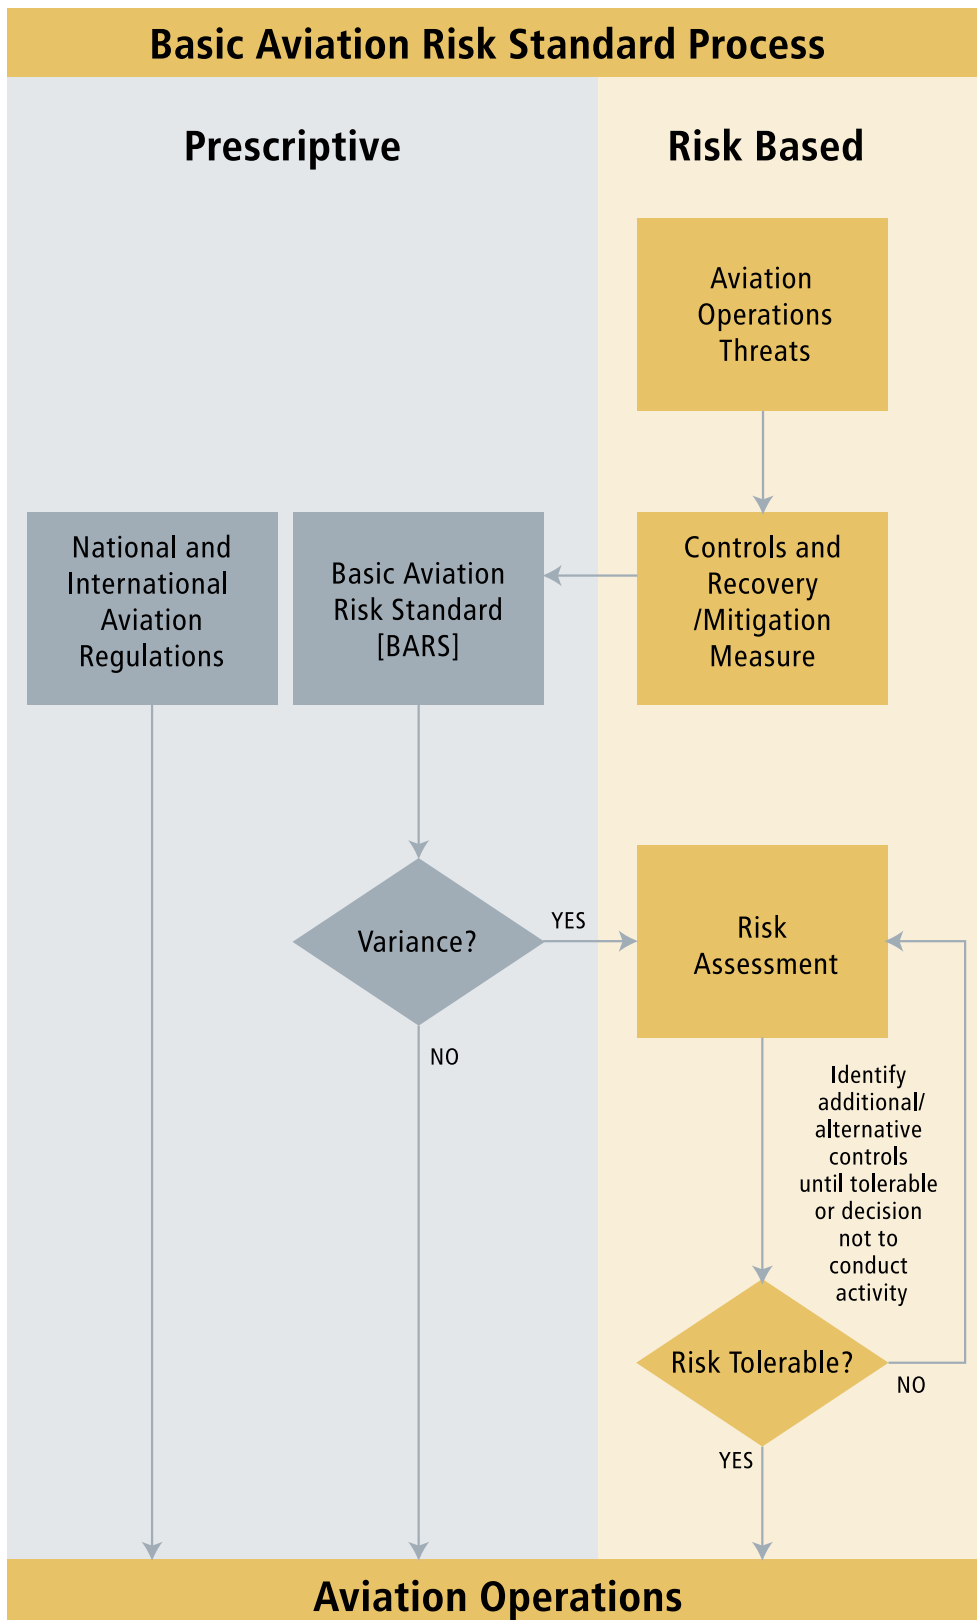 Basic Aviation Risk Standard Process
Prescriptive
Risk Based
Aviation
Operations
Threats
National and
International
Aviation
Regulations
Basic Aviation
Risk Standard
[BARS]
Controls and
Recovery
/Mitigation
Measure
Variance?
YES
NO
Risk
Assessment
Identify
additional/
alternative
controls
until tolerable
or decision
not to
conduct
activity
Risk Tolerable?
NO
YES
Aviation Operations